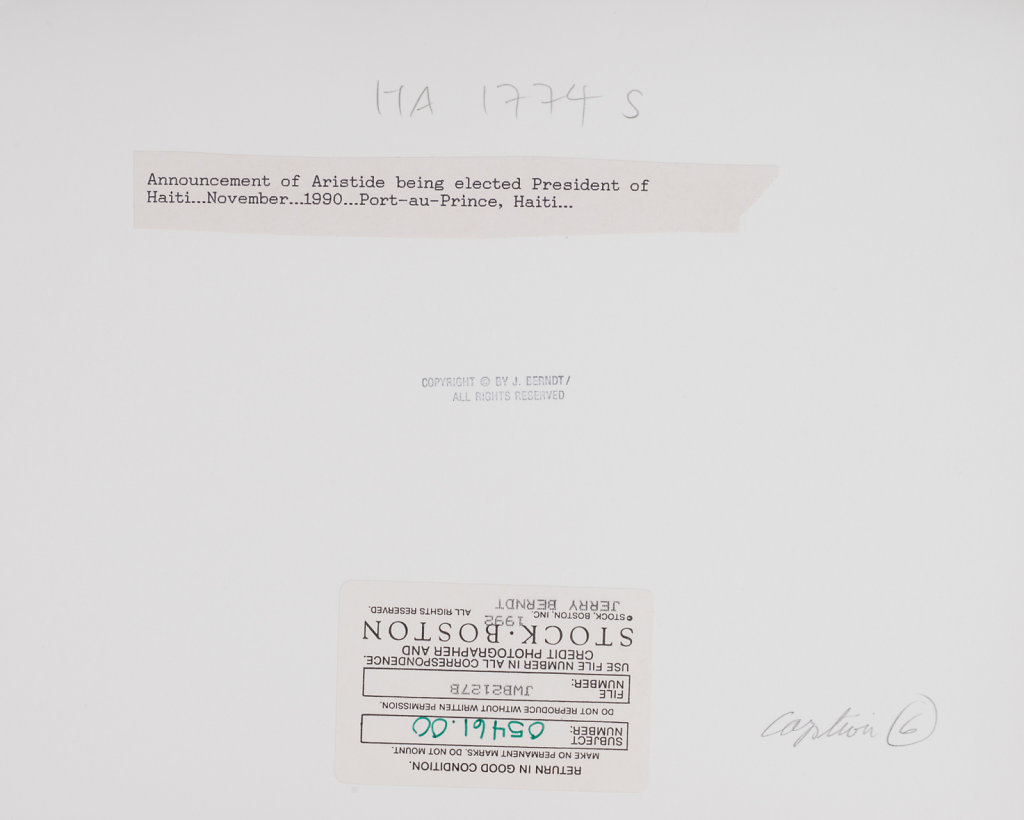 HA 1774 S
Announcement of Aristide being elected President of
Haiti...November...1990...Port-au-Prince, Haiti...
COPYRIGHT © BY J. BERNDT/
ALL RIGHTS RESERVED
RETURN IN GOOD CONDITION.
MAKE NO PERMANENT MARKS. DO NOT MOUNT.
SUBJECT NUMBER: 05461.00
DO NOT REPRODUCE WITHOUT WRITTEN PERMISSION.
FILE NUMBER: JWB2127B
USE FILE NUMBER IN ALL CORRESPONDENCE.
CREDIT PHOTOGRAPHER AND
STOCK·BOSTON
©STOCK, BOSTON, INC. 1992 ALL RIGHTS RESERVED.
JERRY BERNDT
caption 6